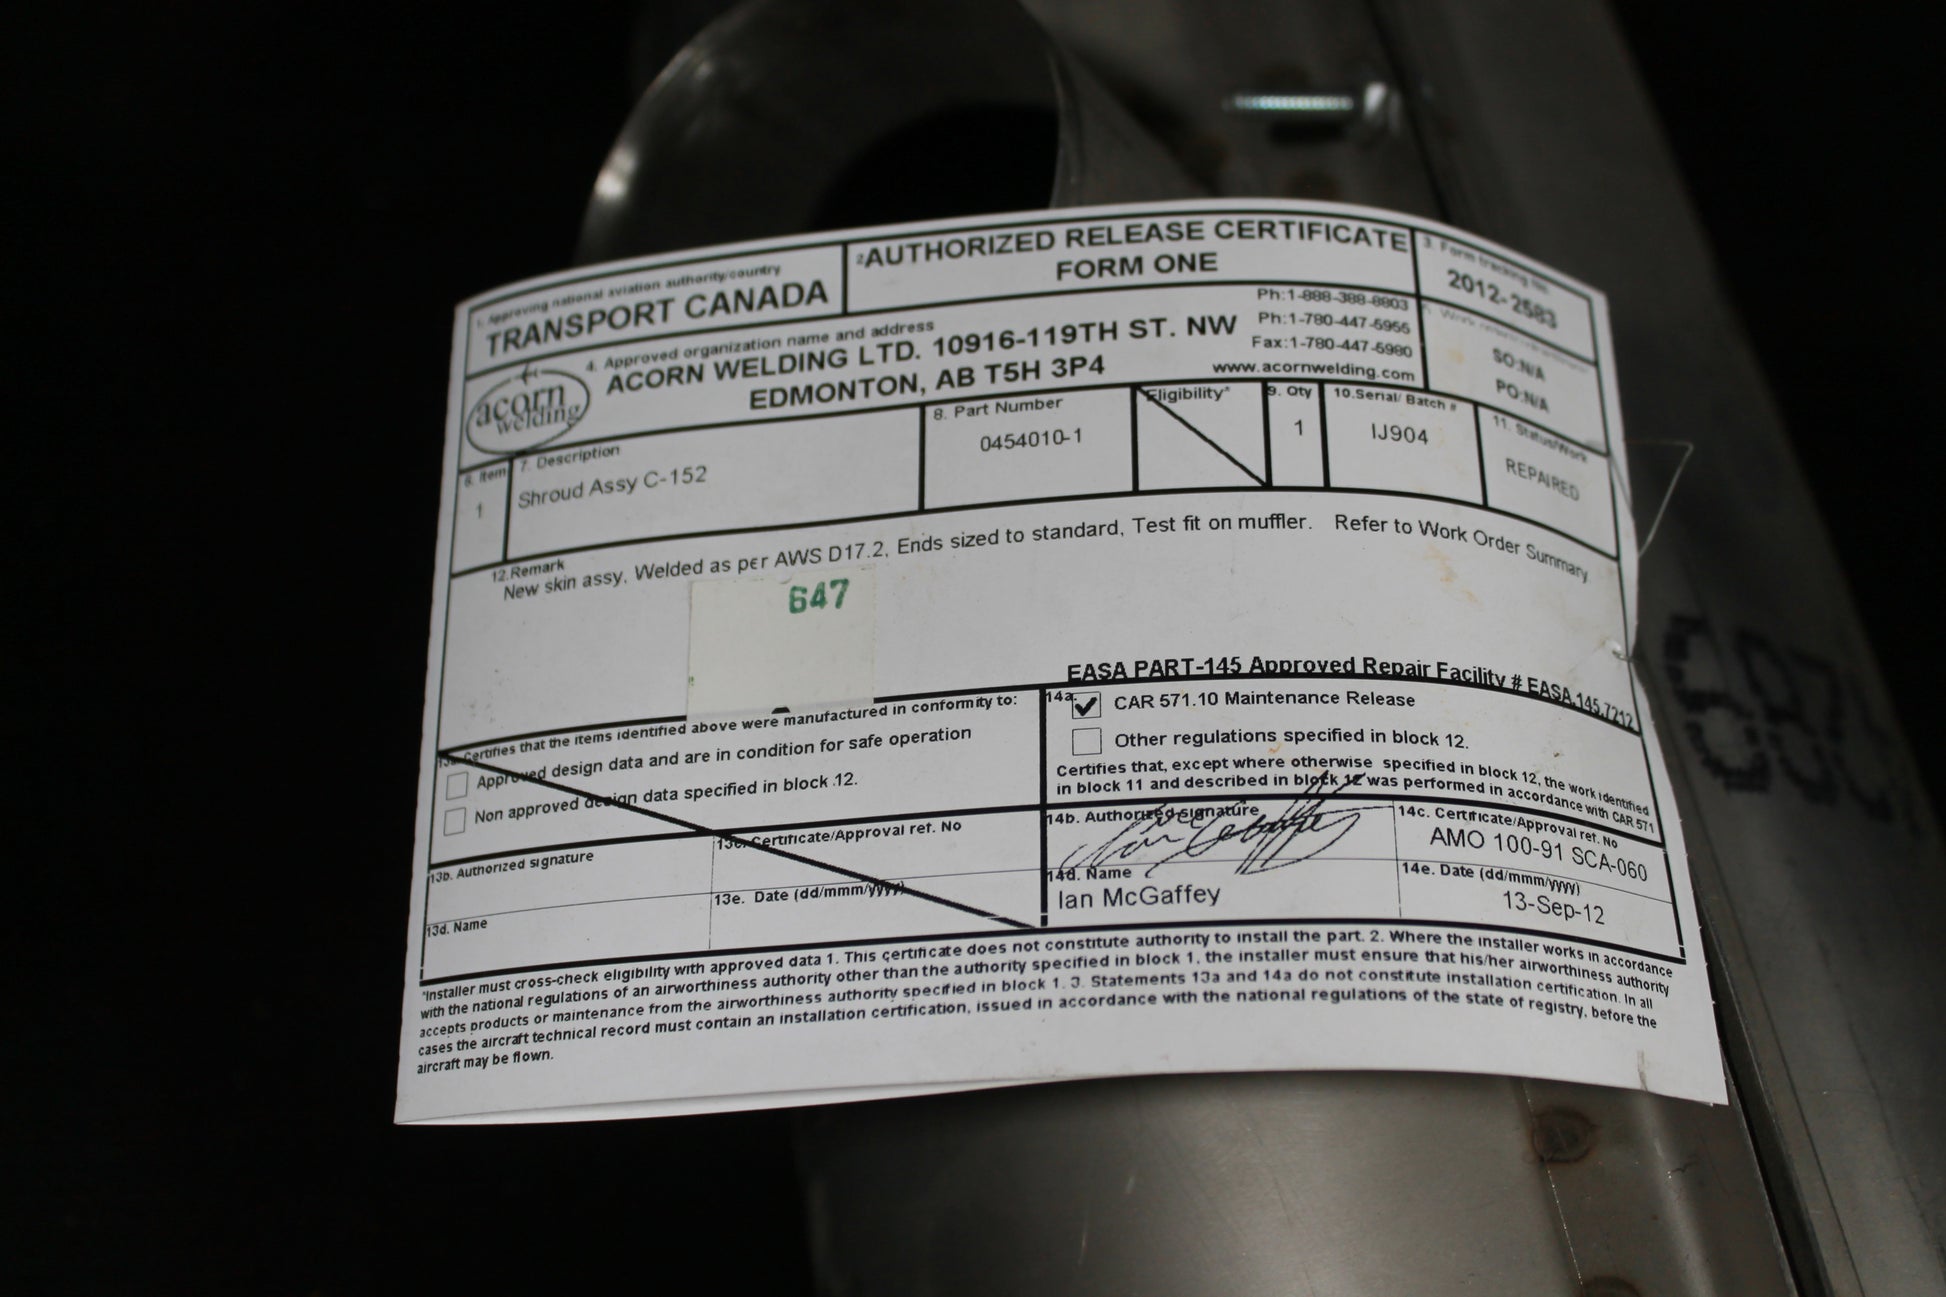 1. Approving national aviation authority/country
TRANSPORT CANADA
2 AUTHORIZED RELEASE CERTIFICATE
FORM ONE
3. Form tracking No.
2012-2583
acorn
welding
4. Approved organization name and address
ACORN WELDING LTD. 10916-119TH ST. NW
EDMONTON, AB T5H 3P4
Ph:1-888-388-8803
Ph:1-780-447-5955
Fax:1-780-447-5980
www.acornwelding.com
SO:N/A
PO:N/A
6. Item
1
7. Description
Shroud Assy C-152
8. Part Number
0454010-1
Eligibility*
9. Qty
1
10.Serial/ Batch #
IJ904
11. Status/Work
REPAIRED
12.Remark
New skin assy, Welded as per AWS D17.2, Ends sized to standard, Test fit on muffler. Refer to Work Order Summary
647
EASA PART-145 Approved Repair Facility # EASA.145.7212
13a. Certifies that the items identified above were manufactured in conformity to:
Approved design data and are in condition for safe operation
Non approved design data specified in block 12.
13b. Authorized signature
13c. Certificate/Approval ref. No
13d. Name
13e. Date (dd/mmm/yyyy)
14a.
CAR 571.10 Maintenance Release
Other regulations specified in block 12.
Certifies that, except where otherwise specified in block 12, the work identified
in block 11 and described in block 12 was performed in accordance with CAR 571
14b. Authorized signature
14c. Certificate/Approval ref. No
AMO 100-91 SCA-060
14d. Name
Ian McGaffey
14e. Date (dd/mmm/yyyy)
13-Sep-12
*Installer must cross-check eligibility with approved data 1. This certificate does not constitute authority to install the part. 2. Where the installer works in accordance
with the national regulations of an airworthiness authority other than the authority specified in block 1, the installer must ensure that his/her airworthiness authority
accepts products or maintenance from the airworthiness authority specified in block 1. 3. Statements 13a and 14a do not constitute installation certification. In all
cases the aircraft technical record must contain an installation certification, issued in accordance with the national regulations of the state of registry, before the
aircraft may be flown.